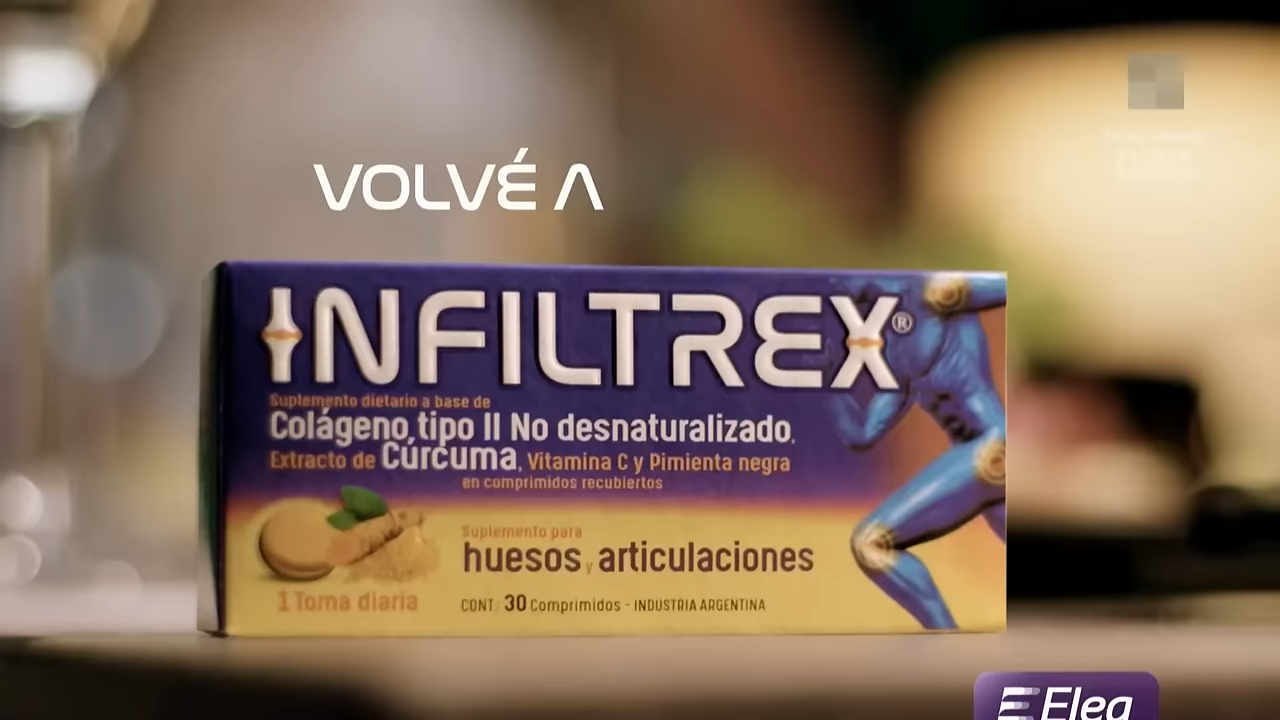 VOLVÉ A
INFILTREX®
Suplemento dietario a base de
Colágeno tipo II No desnaturalizado,
Extracto de Cúrcuma, Vitamina C y Pimienta negra
en comprimidos recubiertos
Suplemento para
huesos y articulaciones
1 Toma diaria
CONT: 30 Comprimidos - INDUSTRIA ARGENTINA
Elea